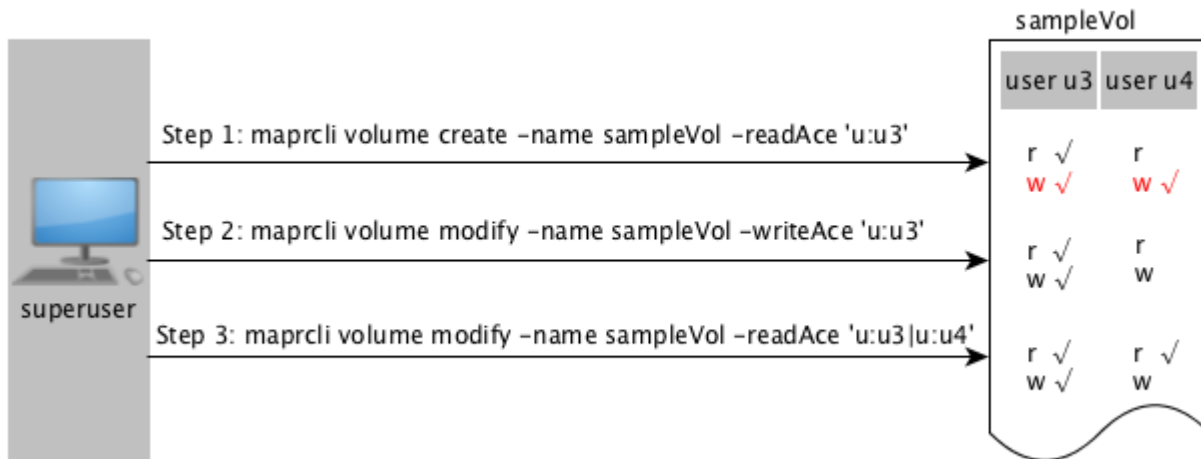 sampleVol
user u3 user u4
Step 1: maprcli volume create –name sampleVol –readAce 'u:u3'
r √ r
w √ w √
Step 2: maprcli volume modify –name sampleVol –writeAce 'u:u3'
r √ r
w √ w
superuser
Step 3: maprcli volume modify –name sampleVol –readAce 'u:u3|u:u4'
r √ r √
w √ w